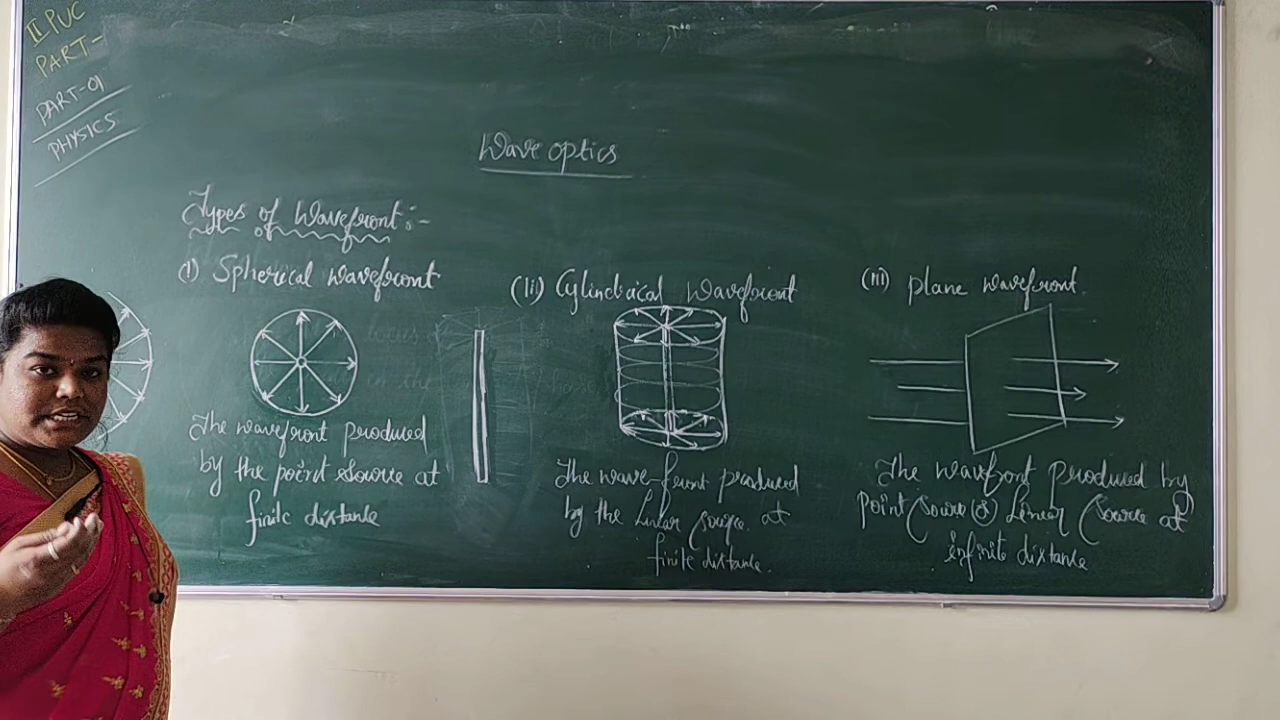 II PUC
PART-
PART-01
PHYSICS
Wave optics
Types of Wavefront:-
(i) Spherical wavefront
The wavefront produced
by the point source at
finite distance
(ii) Cylindrical Wavefront
The wave-front produced
by the Linear source at
finite distance.
(iii) plane wavefront.
The wavefront produced by
point source or Linear source at
infinite distance